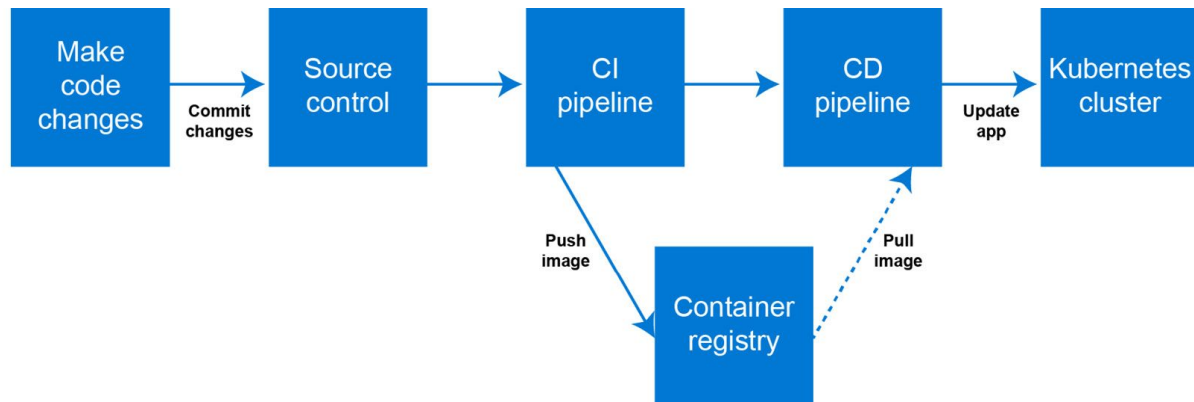 Make
code
changes
Commit
changes
Source
control
CI
pipeline
CD
pipeline
Update
app
Kubernetes
cluster
Push
image
Pull
image
Container
registry